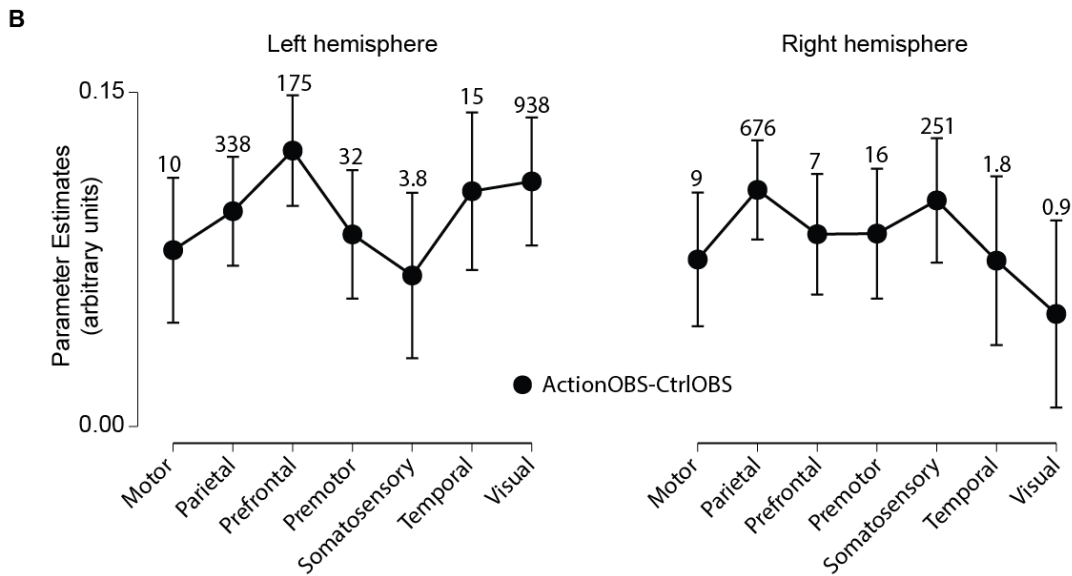 B
Left hemisphere
Right hemisphere
0.15
0.00
Parameter Estimates
(arbitrary units)
10
338
175
32
3.8
15
938
9
676
7
16
251
1.8
0.9
ActionOBS-CtrlOBS
Motor
Parietal
Prefrontal
Premotor
Somatosensory
Temporal
Visual
Motor
Parietal
Prefrontal
Premotor
Somatosensory
Temporal
Visual